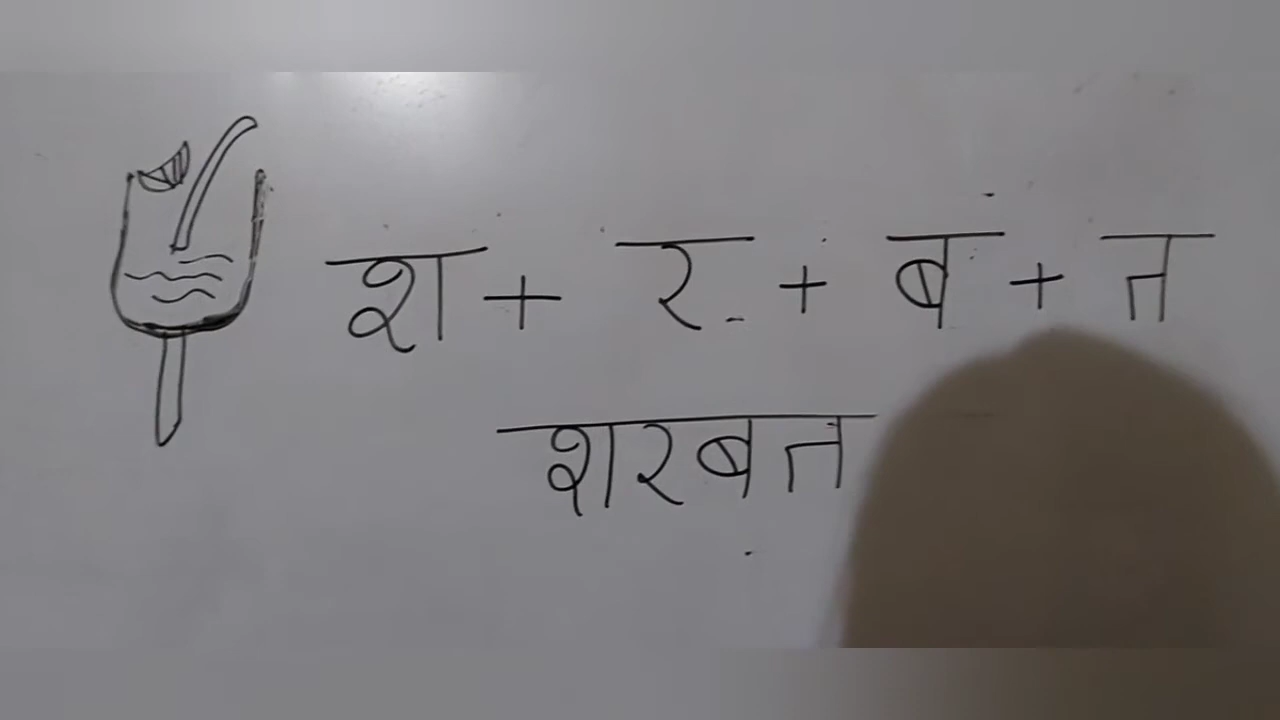 श + र + ब + त
शरबत